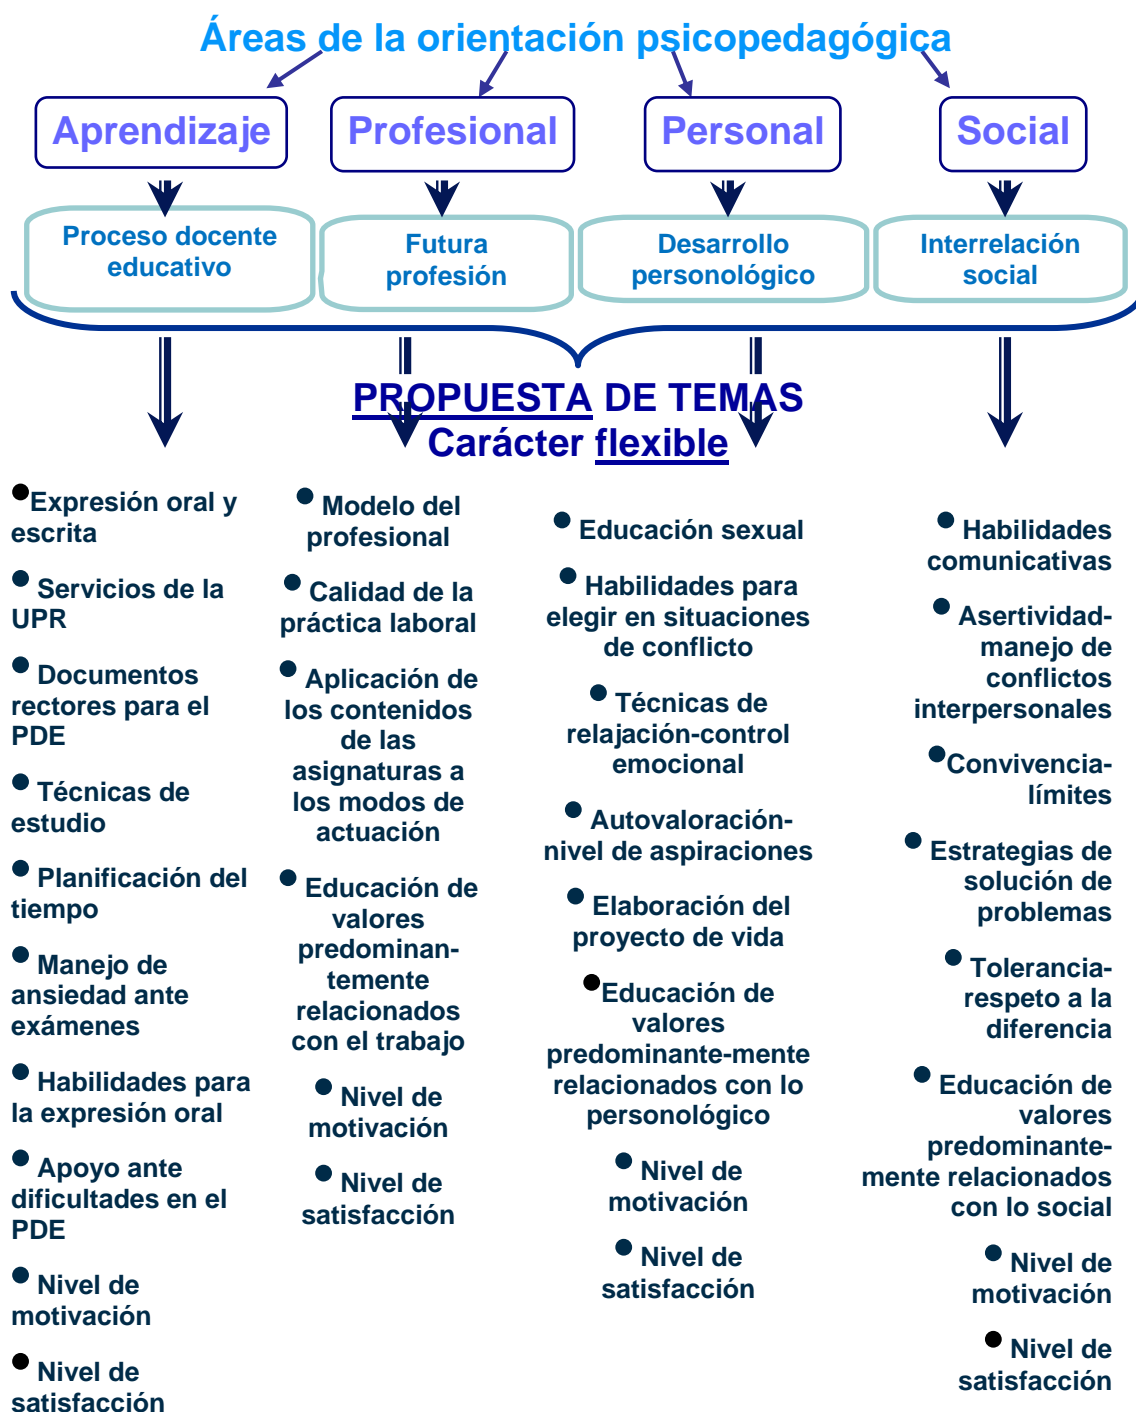 Áreas de la orientación psicopedagógica
Aprendizaje
Profesional
Personal
Social
Proceso docente
educativo
Futura
profesión
Desarrollo
personológico
Interrelación
social
PROPUESTA DE TEMAS
Carácter flexible
●Expresión oral y
escrita
● Servicios de la
UPR
● Documentos
rectores para el
PDE
● Técnicas de
estudio
● Planificación del
tiempo
● Manejo de
ansiedad ante
exámenes
● Habilidades para
la expresión oral
● Apoyo ante
dificultades en el
PDE
● Nivel de
motivación
● Nivel de
satisfacción
● Modelo del
profesional
● Calidad de la
práctica laboral
● Aplicación de
los contenidos
de las
asignaturas a
los modos de
actuación
● Educación de
valores
predominan-
temente
relacionados
con el trabajo
● Nivel de
motivación
● Nivel de
satisfacción
● Educación sexual
● Habilidades para
elegir en situaciones
de conflicto
● Técnicas de
relajación-control
emocional
● Autovaloración-
nivel de aspiraciones
● Elaboración del
proyecto de vida
●Educación de
valores
predominante-mente
relacionados con lo
personológico
● Nivel de
motivación
● Nivel de
satisfacción
● Habilidades
comunicativas
● Asertividad-
manejo de
conflictos
interpersonales
●Convivencia-
límites
● Estrategias de
solución de
problemas
● Tolerancia-
respeto a la
diferencia
● Educación de
valores
predominante-
mente relacionados
con lo social
● Nivel de
motivación
● Nivel de
satisfacción